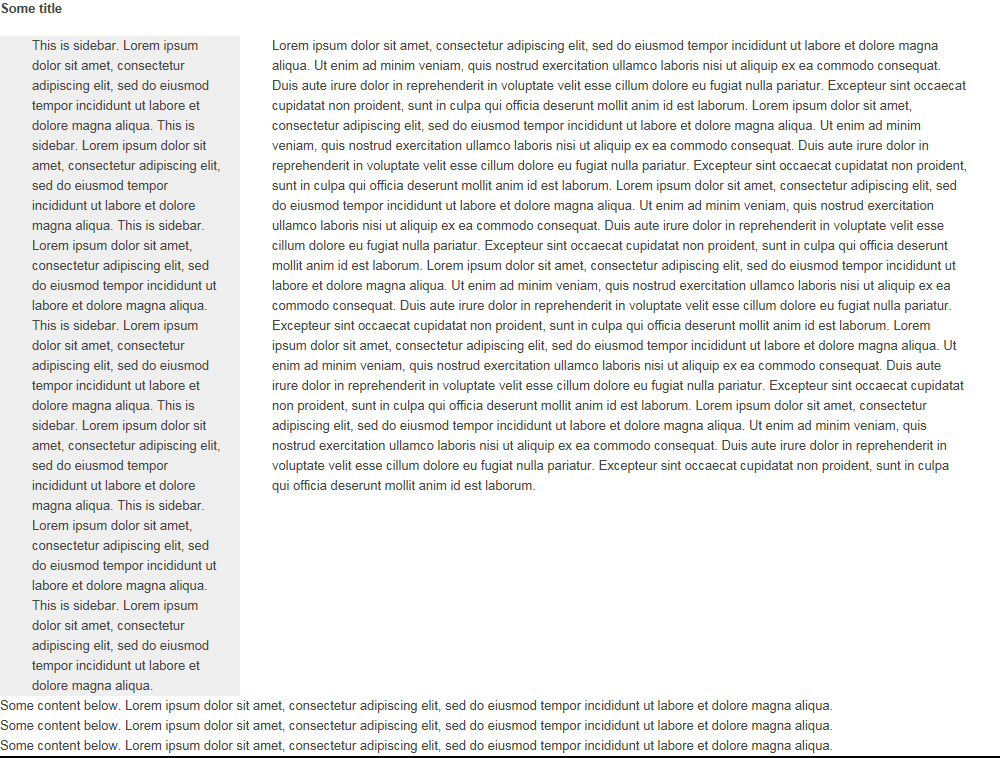 Some title
This is sidebar. Lorem ipsum
dolor sit amet, consectetur
adipiscing elit, sed do eiusmod
tempor incididunt ut labore et
dolore magna aliqua. This is
sidebar. Lorem ipsum dolor sit
amet, consectetur adipiscing elit,
sed do eiusmod tempor
incididunt ut labore et dolore
magna aliqua. This is sidebar.
Lorem ipsum dolor sit amet,
consectetur adipiscing elit, sed
do eiusmod tempor incididunt ut
labore et dolore magna aliqua.
This is sidebar. Lorem ipsum
dolor sit amet, consectetur
adipiscing elit, sed do eiusmod
tempor incididunt ut labore et
dolore magna aliqua. This is
sidebar. Lorem ipsum dolor sit
amet, consectetur adipiscing elit,
sed do eiusmod tempor
incididunt ut labore et dolore
magna aliqua. This is sidebar.
Lorem ipsum dolor sit amet,
consectetur adipiscing elit, sed
do eiusmod tempor incididunt ut
labore et dolore magna aliqua.
This is sidebar. Lorem ipsum
dolor sit amet, consectetur
adipiscing elit, sed do eiusmod
tempor incididunt ut labore et
dolore magna aliqua.
Lorem ipsum dolor sit amet, consectetur adipiscing elit, sed do eiusmod tempor incididunt ut labore et dolore magna
aliqua. Ut enim ad minim veniam, quis nostrud exercitation ullamco laboris nisi ut aliquip ex ea commodo consequat.
Duis aute irure dolor in reprehenderit in voluptate velit esse cillum dolore eu fugiat nulla pariatur. Excepteur sint occaecat
cupidatat non proident, sunt in culpa qui officia deserunt mollit anim id est laborum. Lorem ipsum dolor sit amet,
consectetur adipiscing elit, sed do eiusmod tempor incididunt ut labore et dolore magna aliqua. Ut enim ad minim
veniam, quis nostrud exercitation ullamco laboris nisi ut aliquip ex ea commodo consequat. Duis aute irure dolor in
reprehenderit in voluptate velit esse cillum dolore eu fugiat nulla pariatur. Excepteur sint occaecat cupidatat non proident,
sunt in culpa qui officia deserunt mollit anim id est laborum. Lorem ipsum dolor sit amet, consectetur adipiscing elit, sed
do eiusmod tempor incididunt ut labore et dolore magna aliqua. Ut enim ad minim veniam, quis nostrud exercitation
ullamco laboris nisi ut aliquip ex ea commodo consequat. Duis aute irure dolor in reprehenderit in voluptate velit esse
cillum dolore eu fugiat nulla pariatur. Excepteur sint occaecat cupidatat non proident, sunt in culpa qui officia deserunt
mollit anim id est laborum. Lorem ipsum dolor sit amet, consectetur adipiscing elit, sed do eiusmod tempor incididunt ut
labore et dolore magna aliqua. Ut enim ad minim veniam, quis nostrud exercitation ullamco laboris nisi ut aliquip ex ea
commodo consequat. Duis aute irure dolor in reprehenderit in voluptate velit esse cillum dolore eu fugiat nulla pariatur.
Excepteur sint occaecat cupidatat non proident, sunt in culpa qui officia deserunt mollit anim id est laborum. Lorem
ipsum dolor sit amet, consectetur adipiscing elit, sed do eiusmod tempor incididunt ut labore et dolore magna aliqua. Ut
enim ad minim veniam, quis nostrud exercitation ullamco laboris nisi ut aliquip ex ea commodo consequat. Duis aute
irure dolor in reprehenderit in voluptate velit esse cillum dolore eu fugiat nulla pariatur. Excepteur sint occaecat cupidatat
non proident, sunt in culpa qui officia deserunt mollit anim id est laborum. Lorem ipsum dolor sit amet, consectetur
adipiscing elit, sed do eiusmod tempor incididunt ut labore et dolore magna aliqua. Ut enim ad minim veniam, quis
nostrud exercitation ullamco laboris nisi ut aliquip ex ea commodo consequat. Duis aute irure dolor in reprehenderit in
voluptate velit esse cillum dolore eu fugiat nulla pariatur. Excepteur sint occaecat cupidatat non proident, sunt in culpa
qui officia deserunt mollit anim id est laborum.
Some content below. Lorem ipsum dolor sit amet, consectetur adipiscing elit, sed do eiusmod tempor incididunt ut labore et dolore magna aliqua.
Some content below. Lorem ipsum dolor sit amet, consectetur adipiscing elit, sed do eiusmod tempor incididunt ut labore et dolore magna aliqua.
Some content below. Lorem ipsum dolor sit amet, consectetur adipiscing elit, sed do eiusmod tempor incididunt ut labore et dolore magna aliqua.